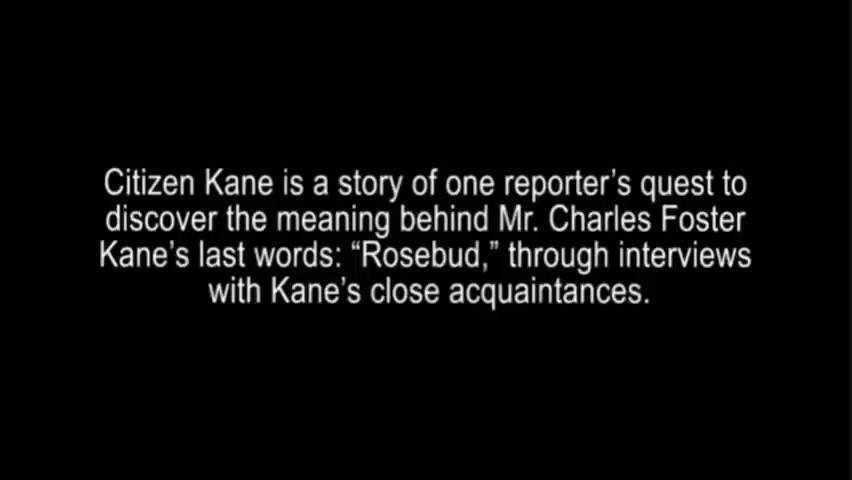 Citizen Kane is a story of one reporter’s quest to
discover the meaning behind Mr. Charles Foster
Kane’s last words: “Rosebud,” through interviews
with Kane’s close acquaintances.